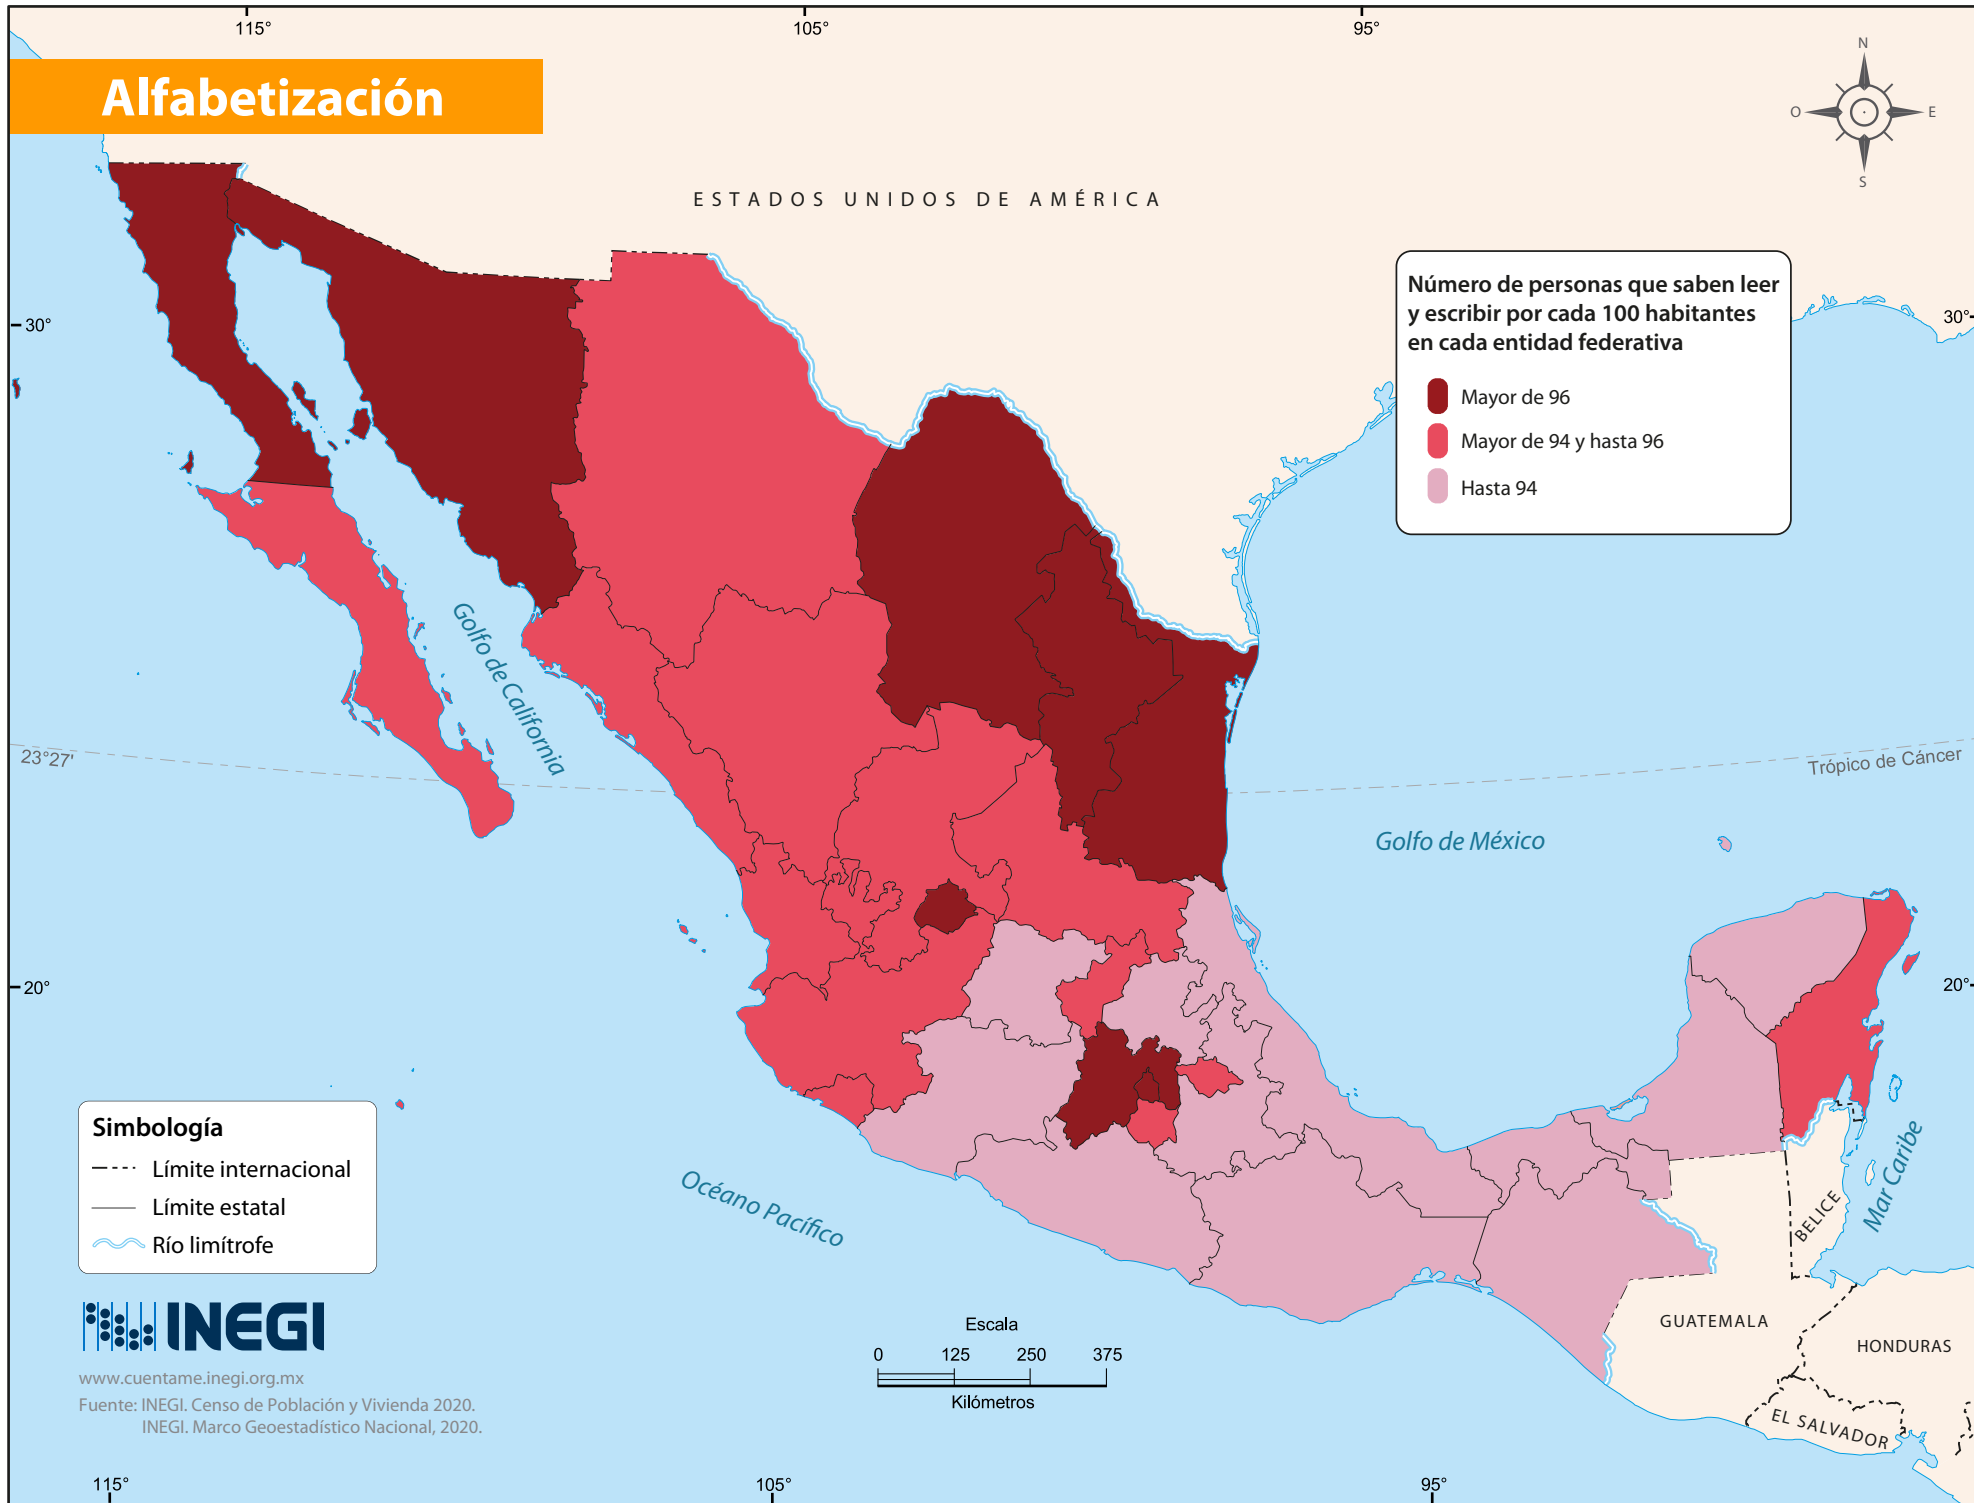 115°
105°
95°
Alfabetización
N
O
E
S
ESTADOS UNIDOS DE AMÉRICA
Número de personas que saben leer
y escribir por cada 100 habitantes
en cada entidad federativa
Mayor de 96
Mayor de 94 y hasta 96
Hasta 94
30°
30°
Golfo de California
23°27'
Trópico de Cáncer
Golfo de México
20°
20°
Simbología
Límite internacional
Límite estatal
Río limítrofe
Océano Pacífico
Mar Caribe
BELICE
GUATEMALA
HONDURAS
EL SALVADOR
INEGI
www.cuentame.inegi.org.mx
Fuente: INEGI. Censo de Población y Vivienda 2020.
INEGI. Marco Geoestadístico Nacional, 2020.
Escala
0 125 250 375
Kilómetros
115°
105°
95°